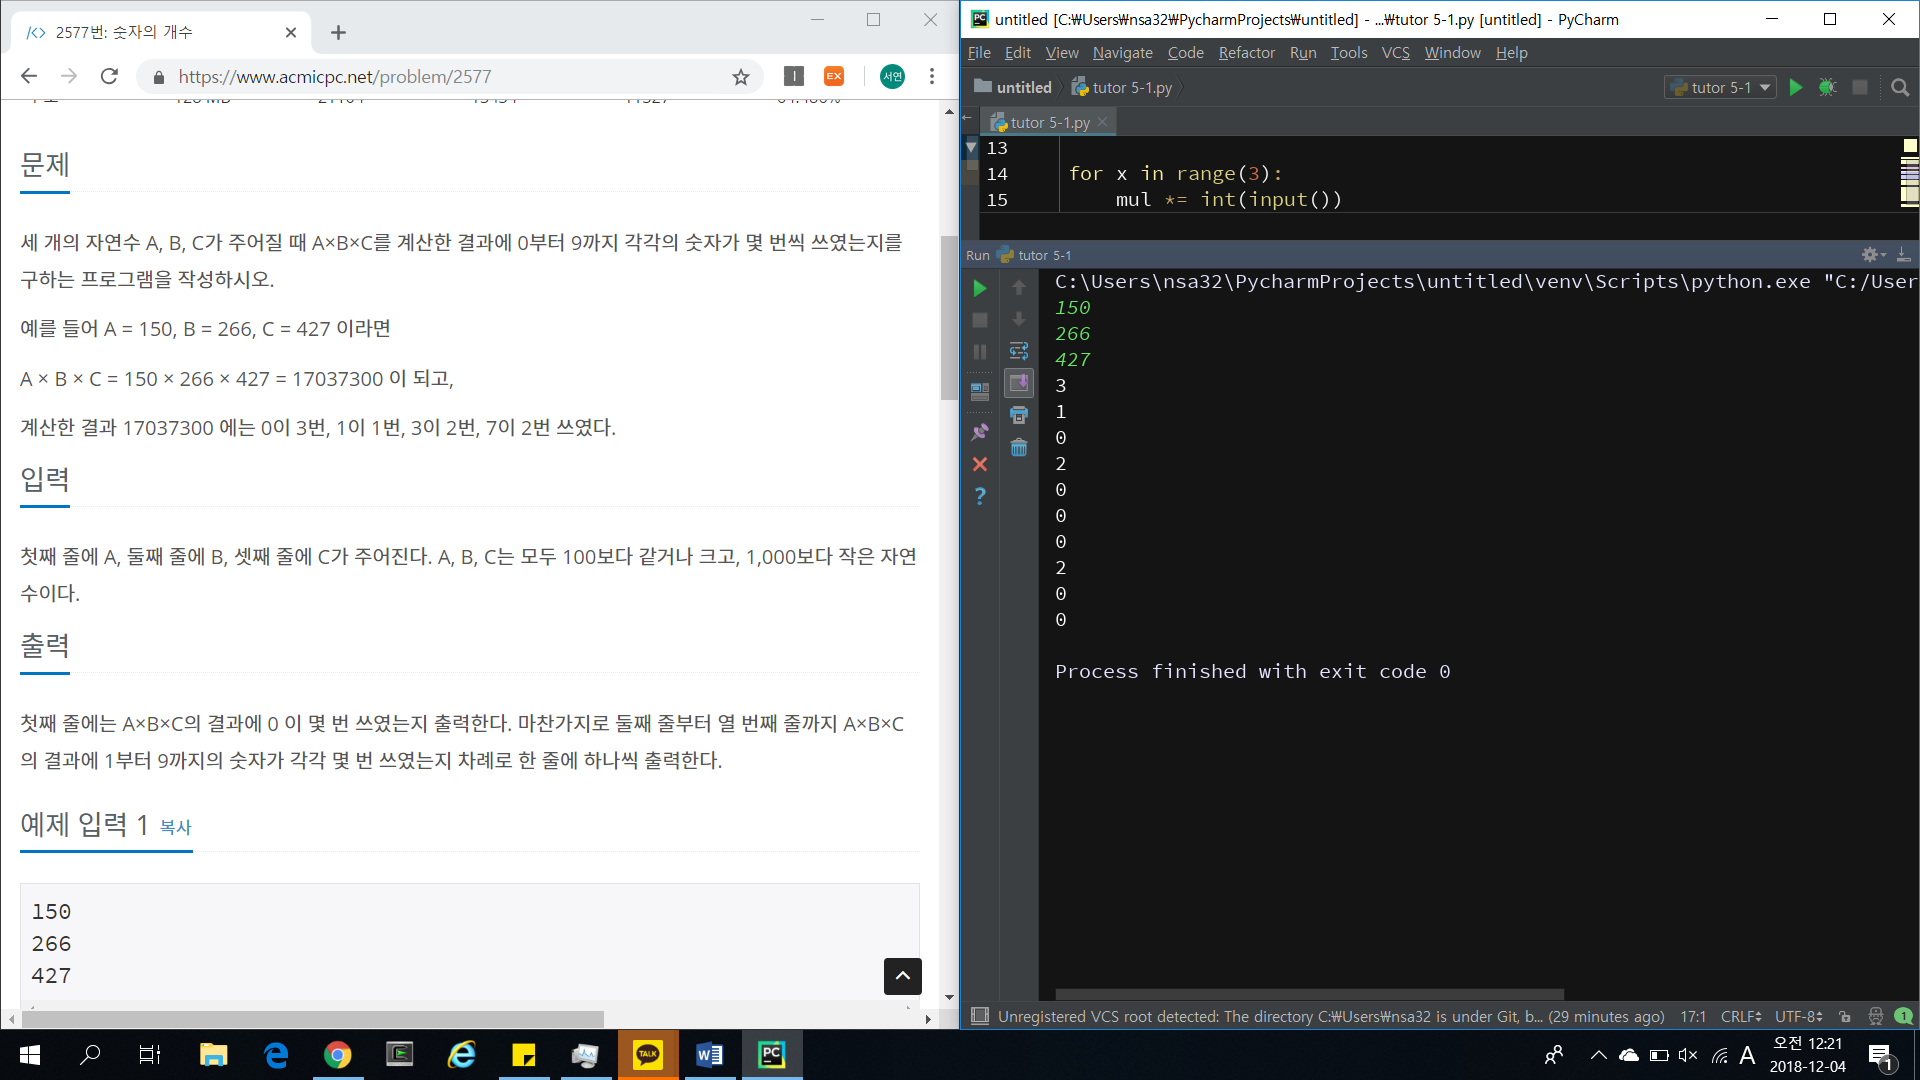 2577번: 숫자의 개수
https://www.acmicpc.net/problem/2577
EX
서연
문제
세 개의 자연수 A, B, C가 주어질 때 A×B×C를 계산한 결과에 0부터 9까지 각각의 숫자가 몇 번씩 쓰였는지를
구하는 프로그램을 작성하시오.
예를 들어 A = 150, B = 266, C = 427 이라면
A × B × C = 150 × 266 × 427 = 17037300 이 되고,
계산한 결과 17037300 에는 0이 3번, 1이 1번, 3이 2번, 7이 2번 쓰였다.
입력
첫째 줄에 A, 둘째 줄에 B, 셋째 줄에 C가 주어진다. A, B, C는 모두 100보다 같거나 크고, 1,000보다 작은 자연
수이다.
출력
첫째 줄에는 A×B×C의 결과에 0 이 몇 번 쓰였는지 출력한다. 마찬가지로 둘째 줄부터 열 번째 줄까지 A×B×C
의 결과에 1부터 9까지의 숫자가 각각 몇 번 쓰였는지 차례로 한 줄에 하나씩 출력한다.
예제 입력 1 복사
150
266
427
untitled [C:₩Users₩nsa32₩PycharmProjects₩untitled] - ...₩tutor 5-1.py [untitled] - PyCharm
File Edit View Navigate Code Refactor Run Tools VCS Window Help
untitled tutor 5-1.py tutor 5-1
tutor 5-1.py
13
14 for x in range(3):
15 mul *= int(input())
Run tutor 5-1
C:\Users\nsa32\PycharmProjects\untitled\venv\Scripts\python.exe "C:/User
150
266
427
3
1
0
2
0
0
0
2
0
0
Process finished with exit code 0
Unregistered VCS root detected: The directory C:₩Users₩nsa32 is under Git, b... (29 minutes ago) 17:1 CRLF UTF-8 1
TALK
PC
A
오전 12:21
2018-12-04
1